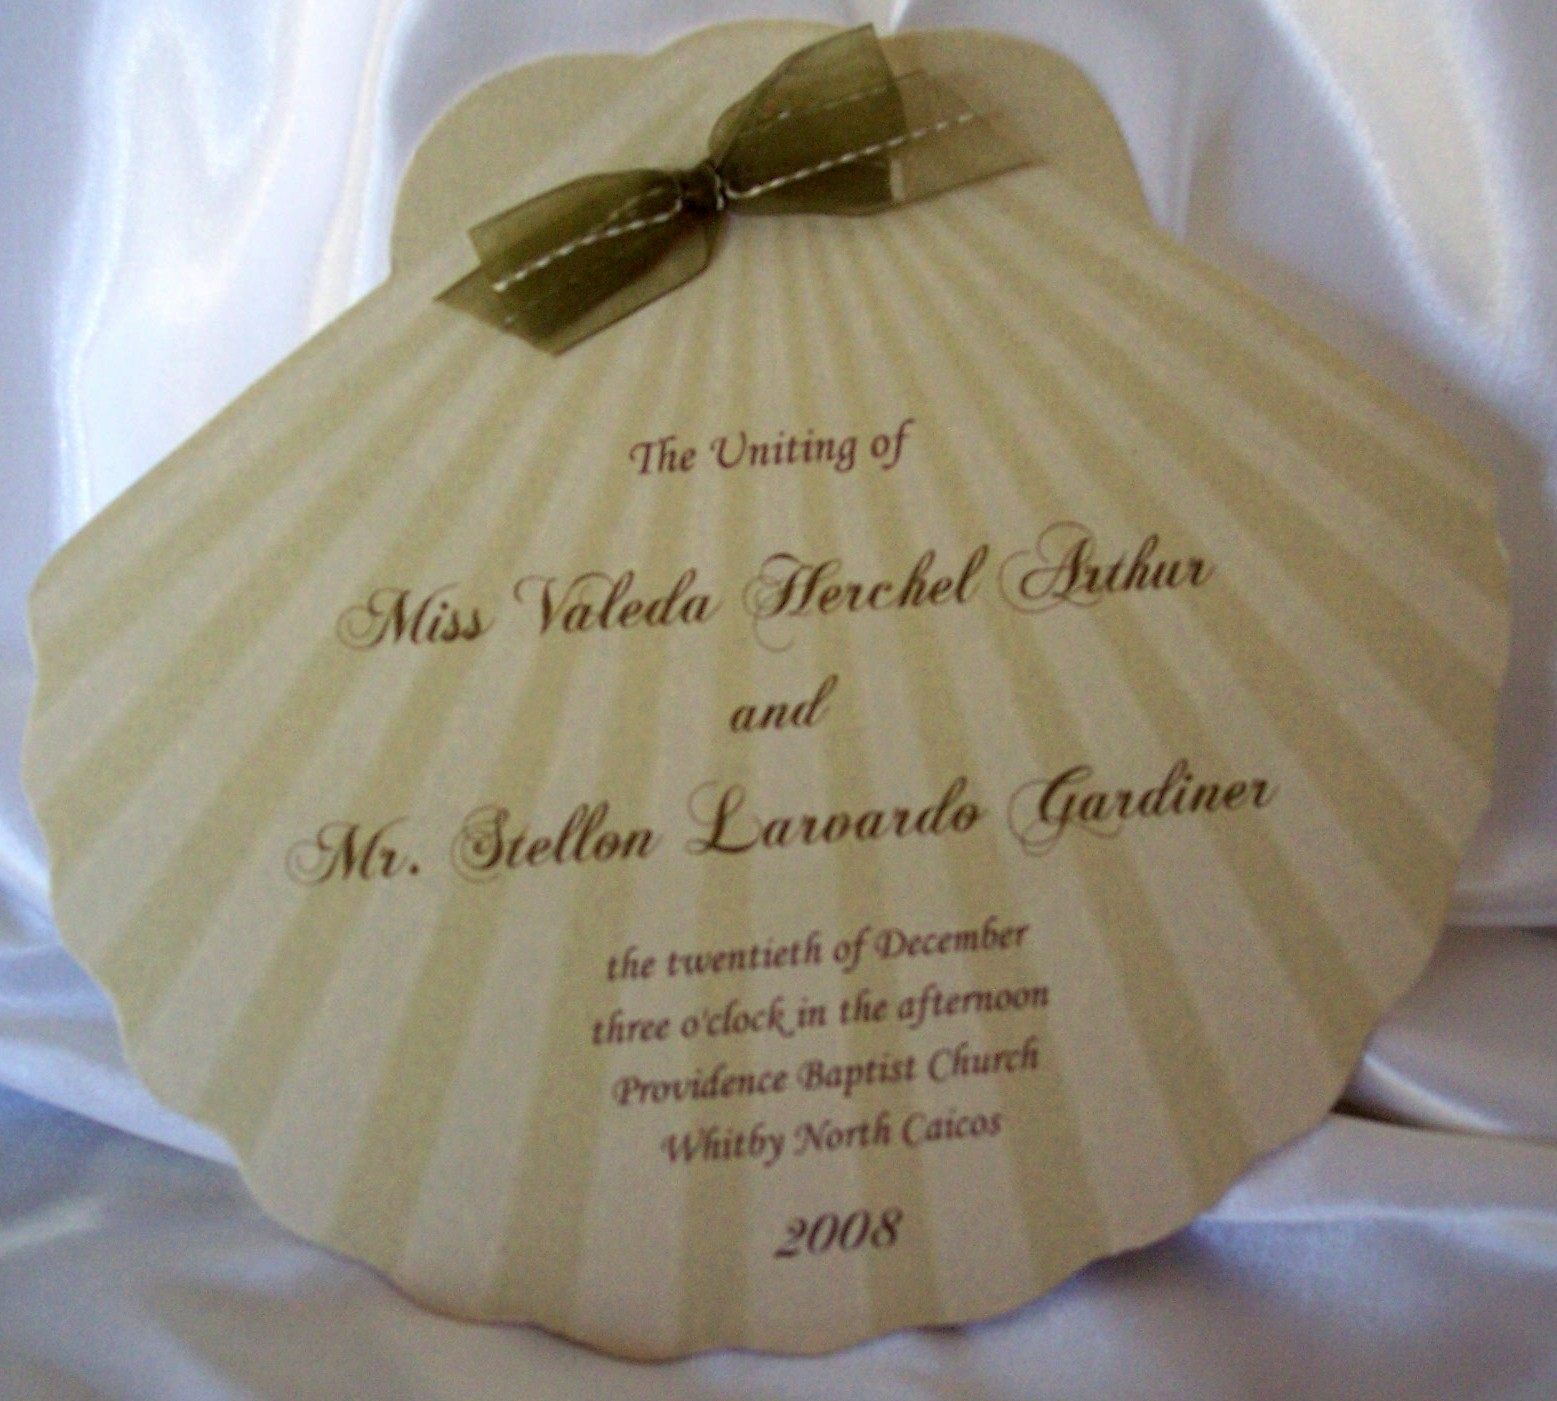 The Uniting of
Miss Valeda Herchel Arthur
and
Mr. Stellon Larvardo Gardiner
the twentieth of December
three o'clock in the afternoon
Providence Baptist Church
Whitby North Caicos
2008